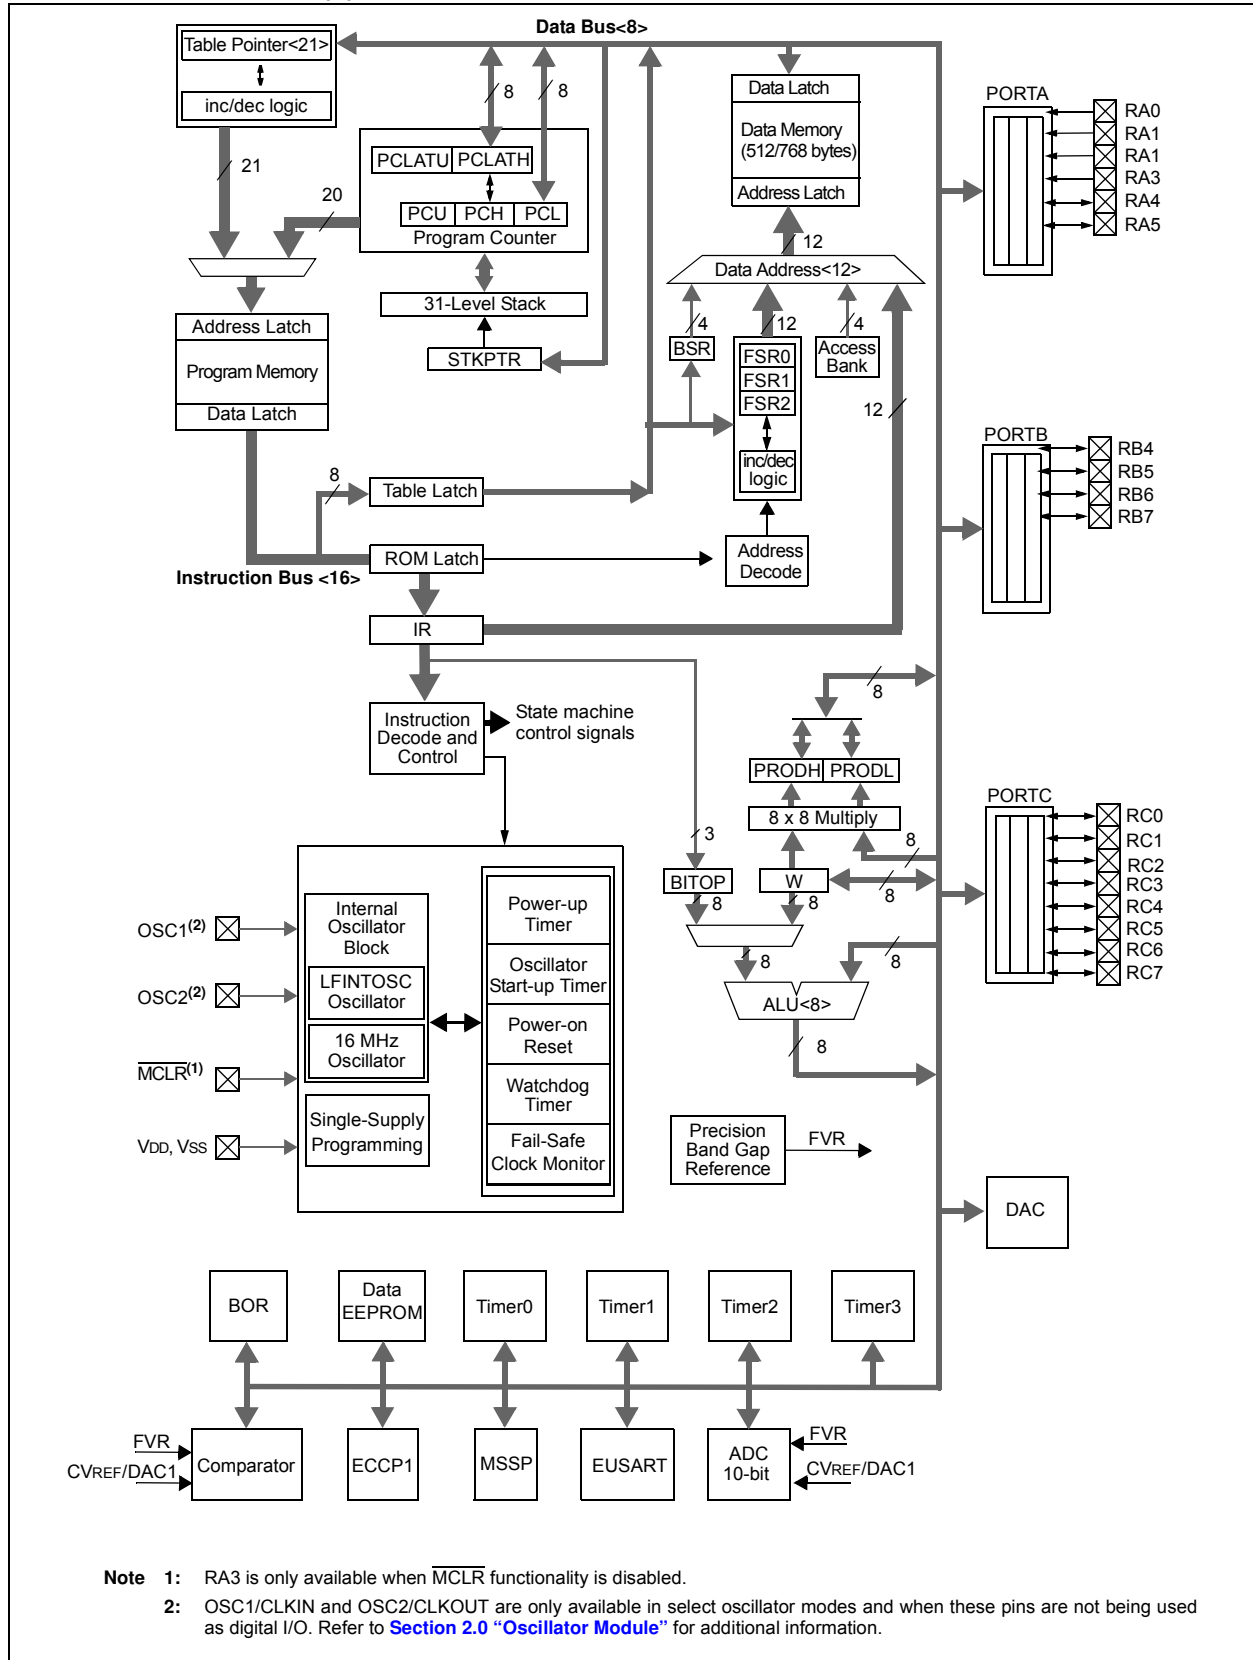 Data Bus<8>
Table Pointer<21>
inc/dec logic
21
20
8
8
PCLATU
PCLATH
PCU
PCH
PCL
Program Counter
31-Level Stack
STKPTR
Address Latch
Program Memory
Data Latch
Data Latch
Data Memory
(512/768 bytes)
Address Latch
12
Data Address<12>
4
12
4
BSR
FSR0
FSR1
FSR2
inc/dec
logic
Access
Bank
12
Address
Decode
8
Table Latch
ROM Latch
Instruction Bus <16>
IR
Instruction
Decode and
Control
State machine
control signals
PORTA
RA0
RA1
RA1
RA3
RA4
RA5
PORTB
RB4
RB5
RB6
RB7
8
PRODH
PRODL
8 x 8 Multiply
3
8
BITOP
W
8
8
8
8
8
ALU<8>
8
PORTC
RC0
RC1
RC2
RC3
RC4
RC5
RC6
RC7
OSC1(2)
OSC2(2)
MCLR(1)
VDD, VSS
Internal
Oscillator
Block
LFINTOSC
Oscillator
16 MHz
Oscillator
Single-Supply
Programming
Power-up
Timer
Oscillator
Start-up Timer
Power-on
Reset
Watchdog
Timer
Fail-Safe
Clock Monitor
Precision
Band Gap
Reference
FVR
DAC
BOR
Data
EEPROM
Timer0
Timer1
Timer2
Timer3
FVR
CVREF/DAC1
Comparator
ECCP1
MSSP
EUSART
ADC
10-bit
FVR
CVREF/DAC1
Note 1: RA3 is only available when MCLR functionality is disabled.
2: OSC1/CLKIN and OSC2/CLKOUT are only available in select oscillator modes and when these pins are not being used
as digital I/O. Refer to Section 2.0 “Oscillator Module” for additional information.